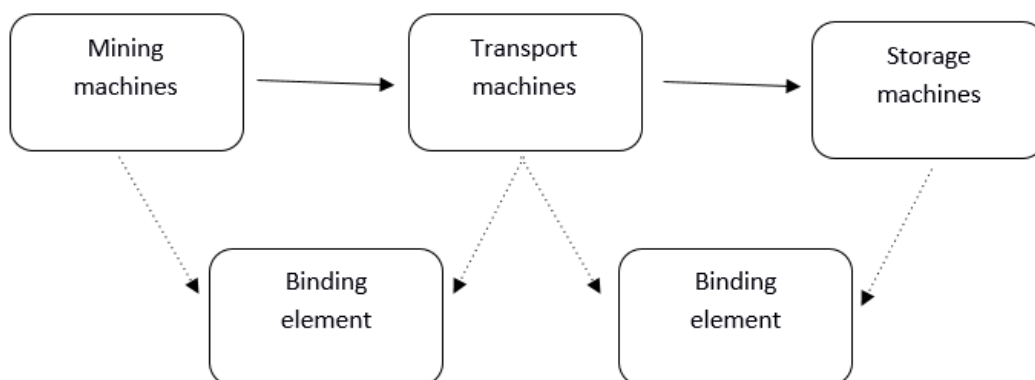 Mining
machines
Transport
machines
Storage
machines
Binding
element
Binding
element